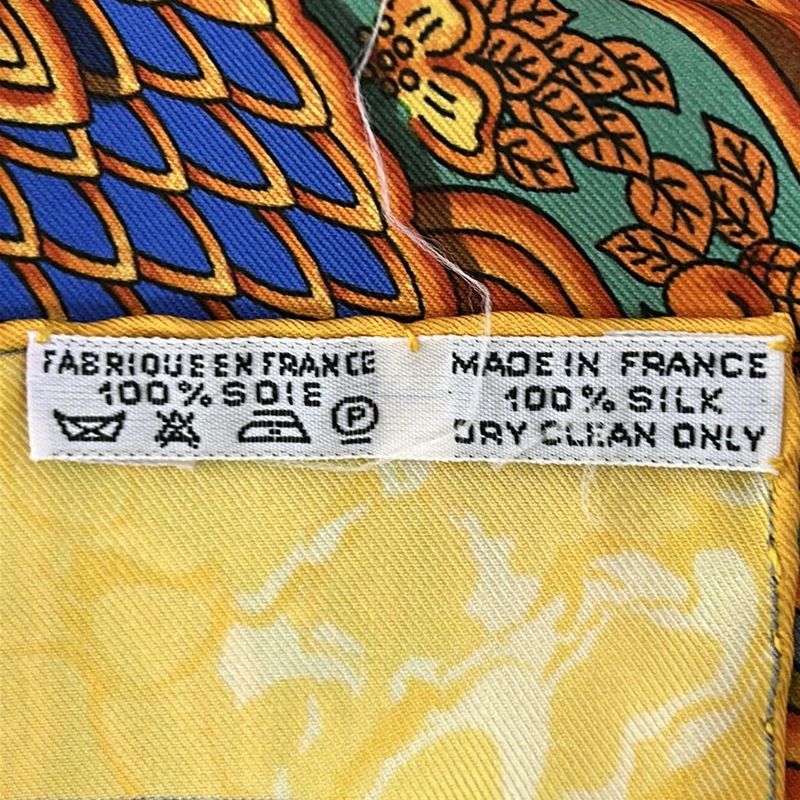 FABRIQUE EN FRANCE
100% SOIE
P
MADE IN FRANCE
100% SILK
DRY CLEAN ONLY